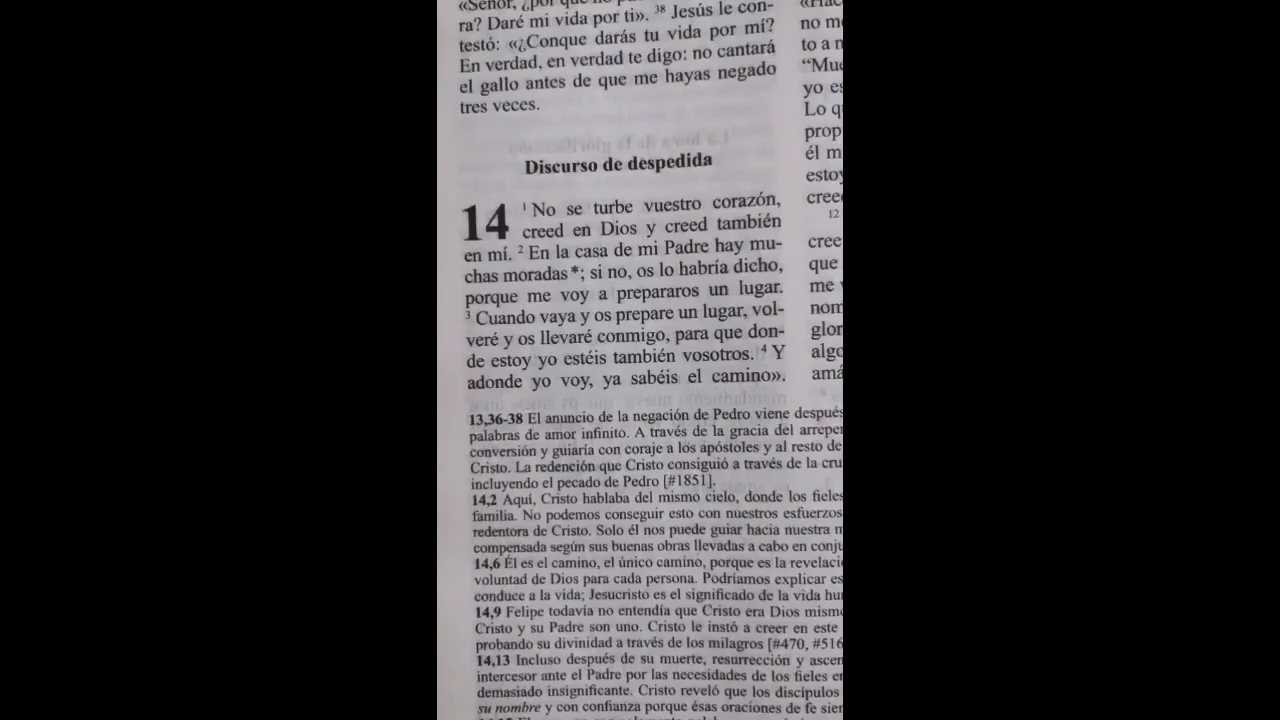 «Señor, ¿por qué no
ra? Daré mi vida por ti». 38 Jesús le con-
testó: «¿Conque darás tu vida por mí?
En verdad, en verdad te digo: no cantará
el gallo antes de que me hayas negado
tres veces.
Discurso de despedida
14 1 No se turbe vuestro corazón,
creed en Dios y creed también
en mí. 2 En la casa de mi Padre hay mu-
chas moradas*; si no, os lo habría dicho,
porque me voy a prepararos un lugar.
3 Cuando vaya y os prepare un lugar, vol-
veré y os llevaré conmigo, para que don-
de estoy yo estéis también vosotros. 4 Y
adonde yo voy, ya sabéis el camino».
no m
to a
“Mu
yo es
Lo q
prop
él m
estoy
cree
12
cree
que
me
nom
glor
algo
amá
13,36-38 El anuncio de la negación de Pedro viene después
palabras de amor infinito. A través de la gracia del arrepe
conversión y guiaría con coraje a los apóstoles y al resto de
Cristo. La redención que Cristo consiguió a través de la cru
incluyendo el pecado de Pedro [#1851].
14,2 Aquí, Cristo hablaba del mismo cielo, donde los fieles
familia. No podemos conseguir esto con nuestros esfuerzos
redentora de Cristo. Solo él nos puede guiar hacia nuestra
compensada según sus buenas obras llevadas a cabo en conju
14,6 Él es el camino, el único camino, porque es la revelaci
voluntad de Dios para cada persona. Podríamos explicar es
conduce a la vida; Jesucristo es el significado de la vida hu
14,9 Felipe todavía no entendía que Cristo era Dios mismo
Cristo y su Padre son uno. Cristo le instó a creer en este
probando su divinidad a través de los milagros [#470, #516
14,13 Incluso después de su muerte, resurrección y ascen
intercesor ante el Padre por las necesidades de los fieles e
demasiado insignificante. Cristo reveló que los discípulos
su nombre y con confianza porque ésas oraciones de fe sie